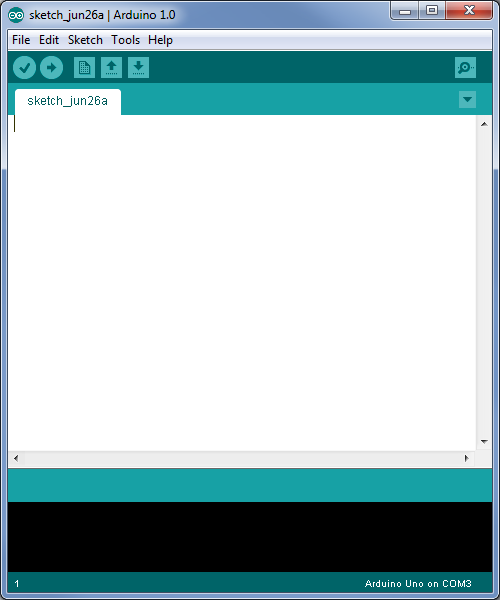 sketch_jun26a | Arduino 1.0
File Edit Sketch Tools Help
sketch_jun26a
1 Arduino Uno on COM3